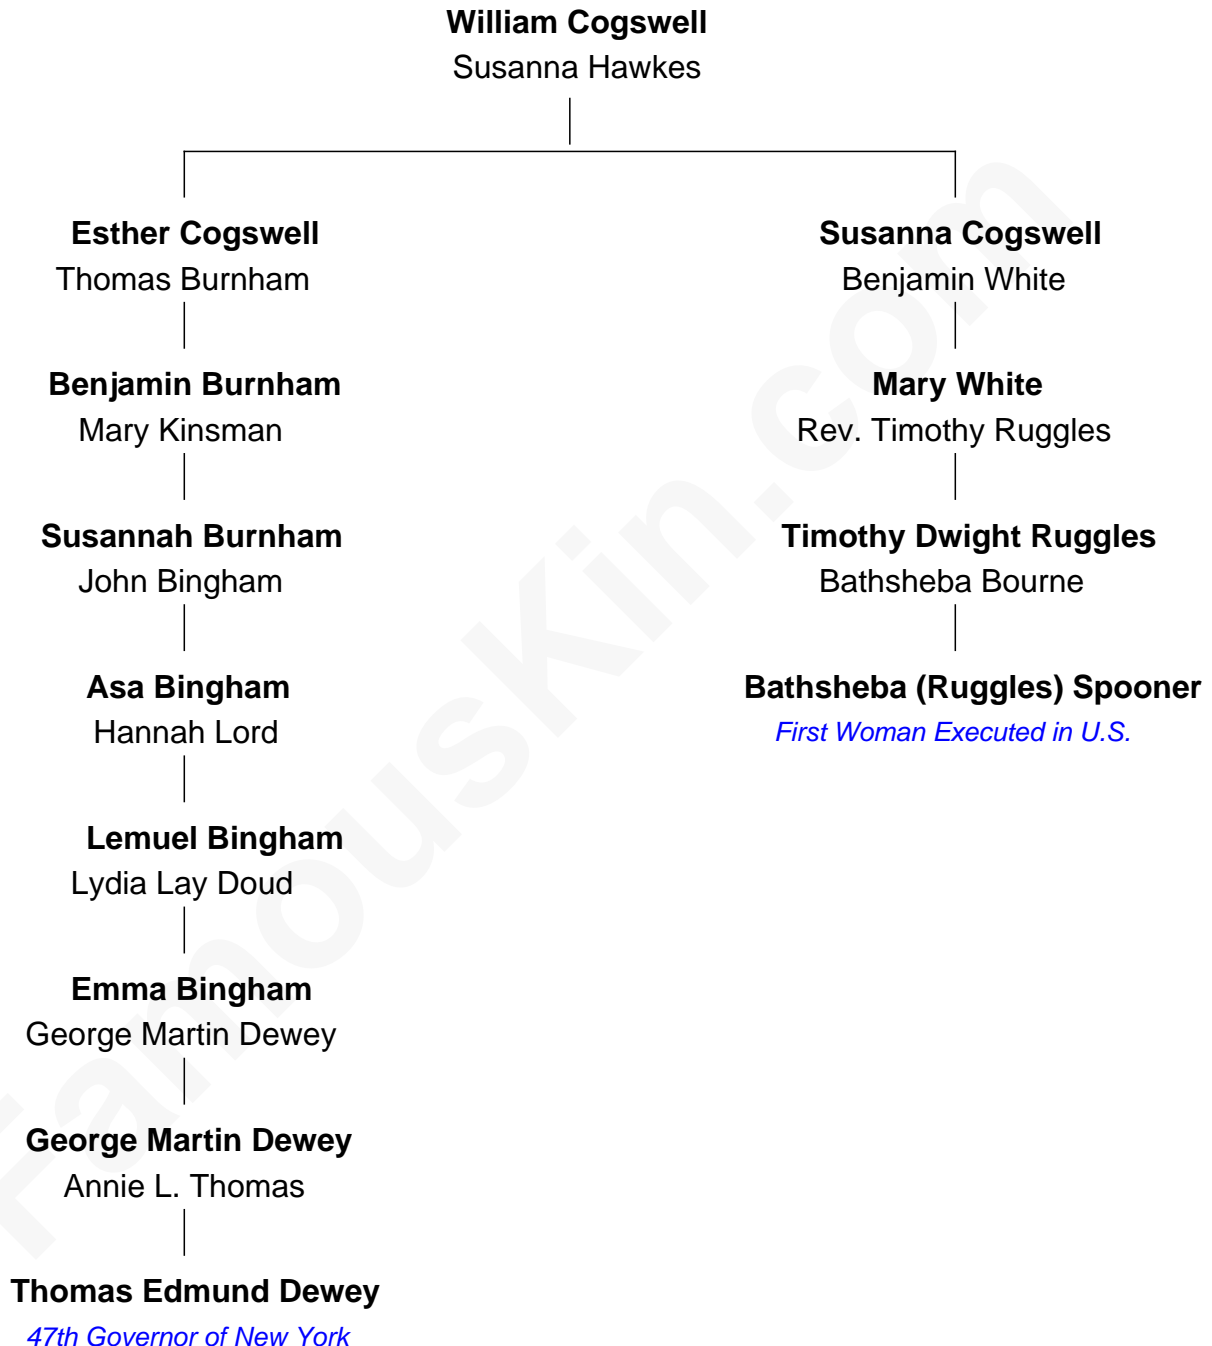 William Cogswell
Susanna Hawkes
Esther Cogswell
Thomas Burnham
Susanna Cogswell
Benjamin White
Benjamin Burnham
Mary Kinsman
Mary White
Rev. Timothy Ruggles
Susannah Burnham
John Bingham
Timothy Dwight Ruggles
Bathsheba Bourne
Asa Bingham
Hannah Lord
Bathsheba (Ruggles) Spooner
First Woman Executed in U.S.
Lemuel Bingham
Lydia Lay Doud
Emma Bingham
George Martin Dewey
George Martin Dewey
Annie L. Thomas
Thomas Edmund Dewey
47th Governor of New York
FamousKin.com